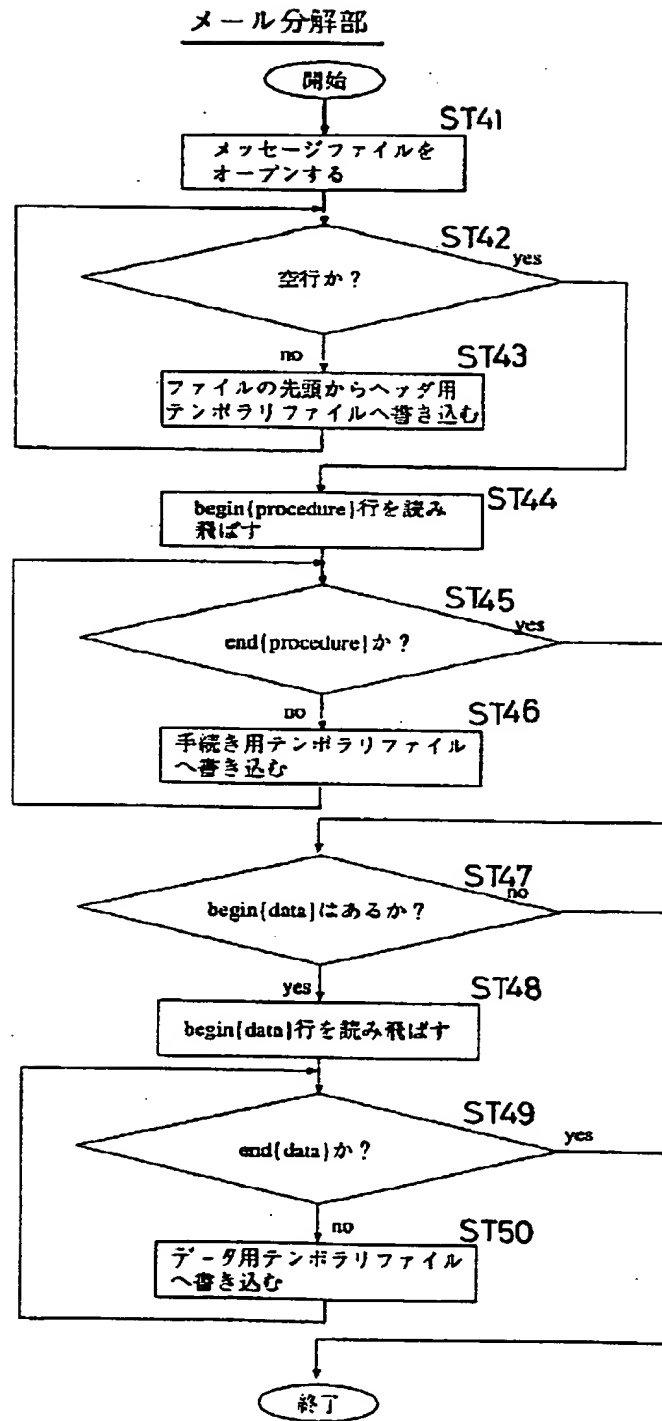 メール分解部
開始
ST41
メッセージファイルを
オープンする
ST42
yes
空行か？
no
ST43
ファイルの先頭からヘッダ用
テンポラリファイルへ書き込む
ST44
begin{procedure}行を読み
飛ばす
ST45
yes
end{procedure}か？
no
ST46
手続き用テンポラリファイル
へ書き込む
ST47
no
begin{data}はあるか？
yes
ST48
begin{data}行を読み飛ばす
ST49
yes
end{data}か？
no
ST50
データ用テンポラリファイル
へ書き込む
終了